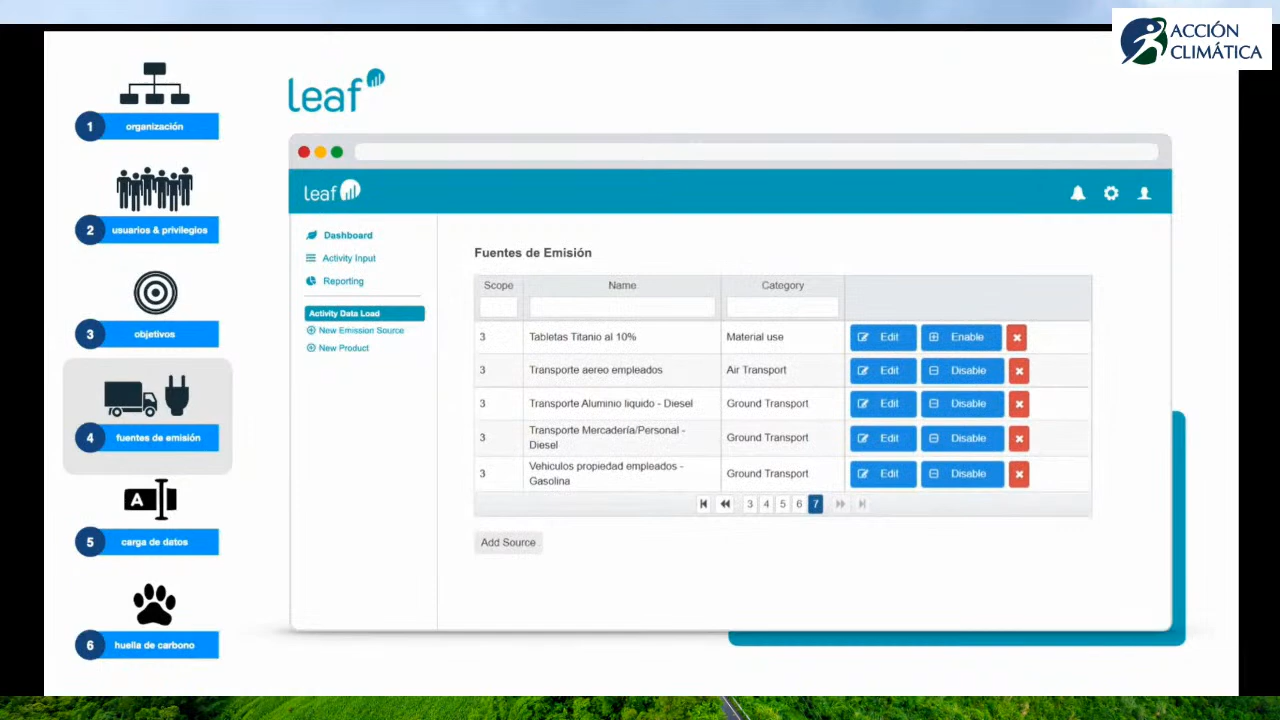 ACCIÓN
CLIMÁTICA
1 organización
2 usuarios & privilegios
3 objetivos
4 fuentes de emisión
5 A carga de datos
6 huella de carbono
leaf
leaf
Dashboard
Activity Input
Reporting
Activity Data Load
New Emission Source
New Product
Fuentes de Emisión
Scope Name Category
3 Tabletas Titanio al 10% Material use Edit Enable
3 Transporte aereo empleados Air Transport Edit Disable
3 Transporte Aluminio liquido - Diesel Ground Transport Edit Disable
3 Transporte Mercadería/Personal -
Diesel Ground Transport Edit Disable
3 Vehiculos propiedad empleados -
Gasolina Ground Transport Edit Disable
3 4 5 6 7
Add Source